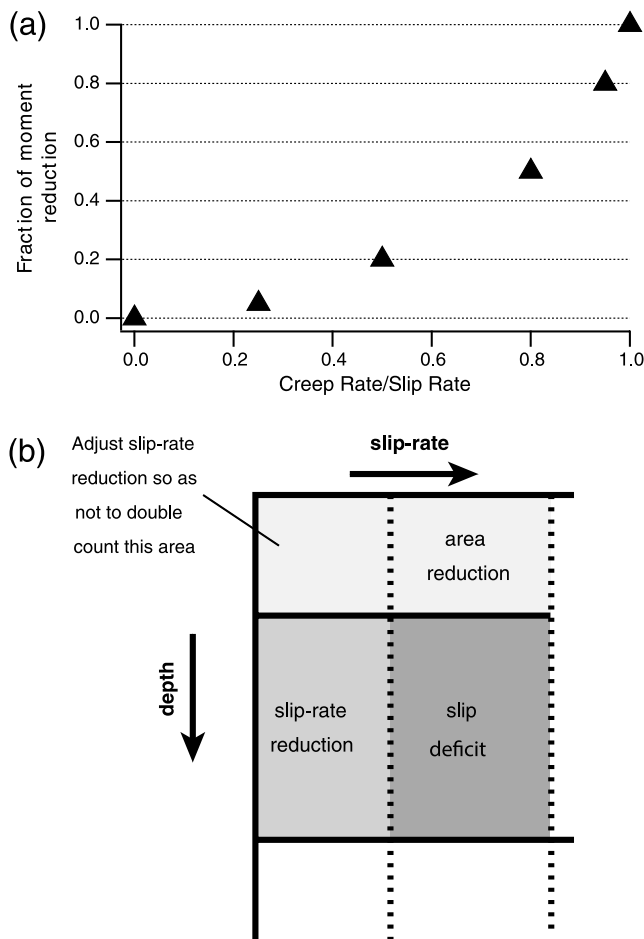 (a)
Fraction of moment
reduction
1.0
0.8
0.6
0.4
0.2
0.0
0.0
0.2
0.4
0.6
0.8
1.0
Creep Rate/Slip Rate
(b)
Adjust slip-rate
reduction so as
not to double
count this area
slip-rate
area
reduction
depth
slip-rate
reduction
slip
deficit